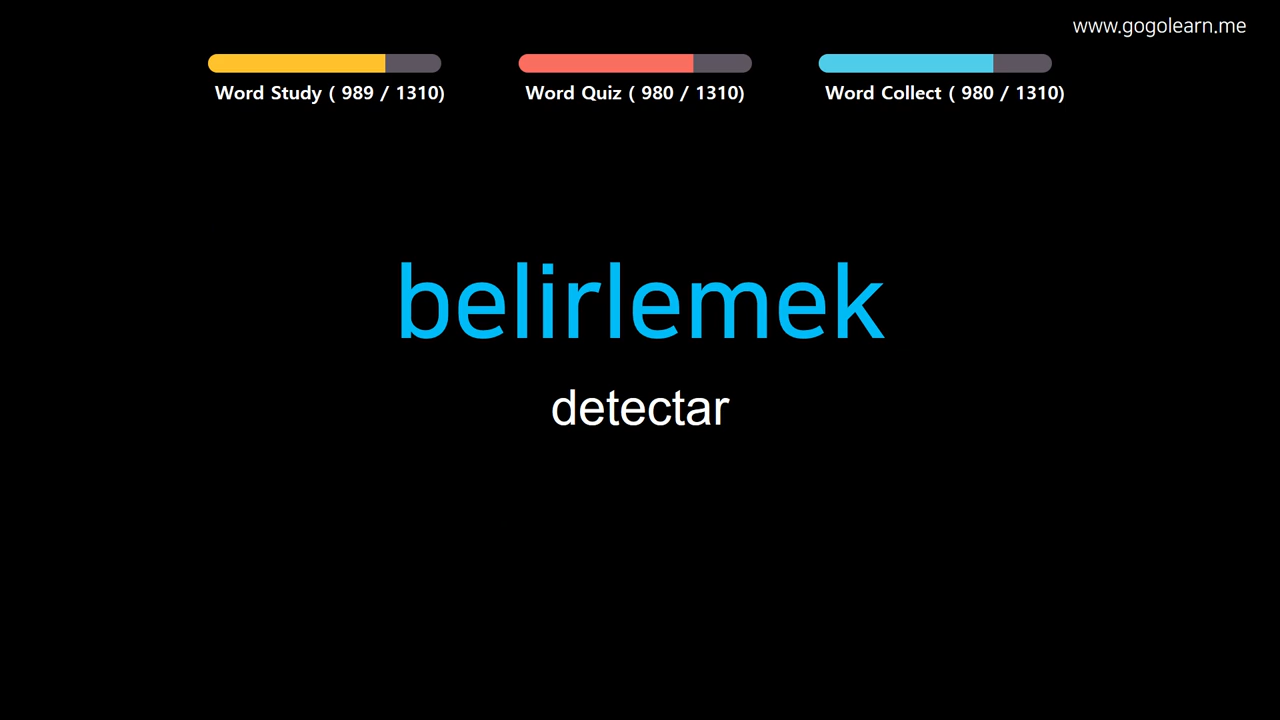 www.gogolearn.me
Word Study ( 989 / 1310)
Word Quiz ( 980 / 1310)
Word Collect ( 980 / 1310)
belirlemek
detectar